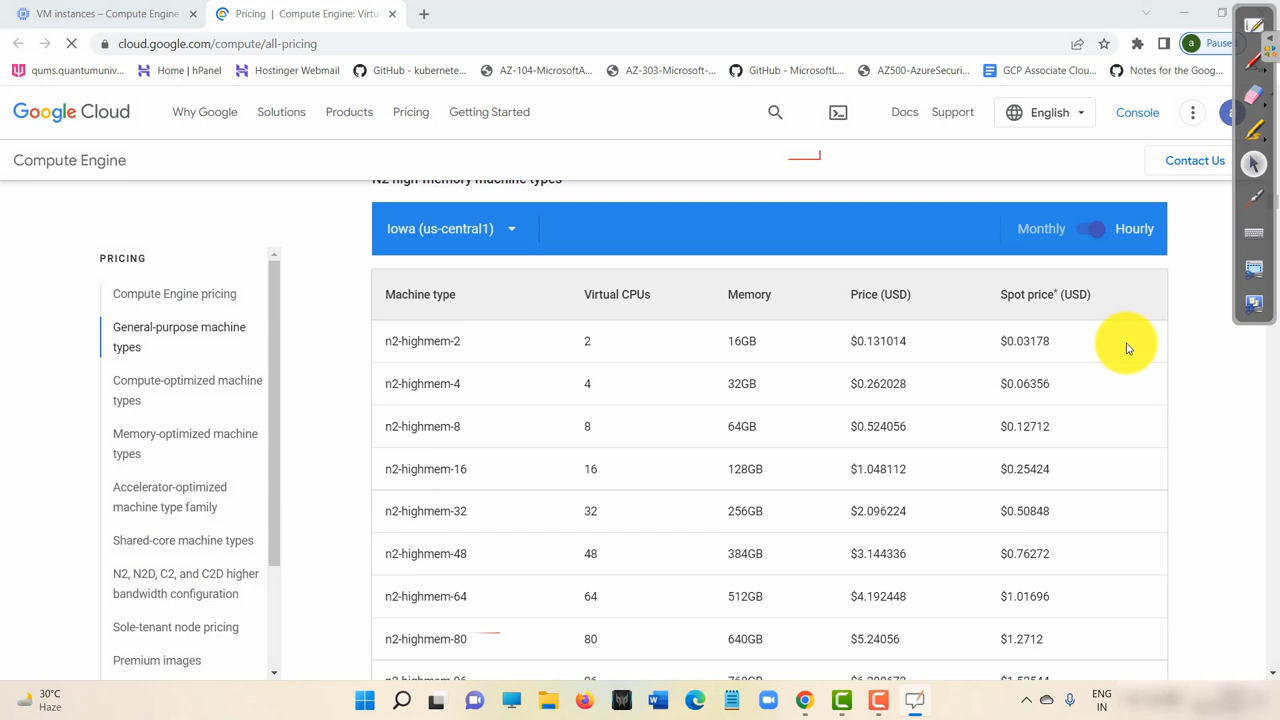 VM instances – Compute Engine
Pricing | Compute Engine: Virtu
cloud.google.com/compute/all-pricing
Paused
qums.quantumuniv...
Home | hPanel
Hostinger Webmail
GitHub - kubernete...
AZ-104-MicrosoftA...
AZ-303-Microsoft-...
GitHub - MicrosoftL...
AZ500-AzureSecuri...
GCP Associate Clou...
Notes for the Goog...
Google Cloud
Why Google
Solutions
Products
Pricing
Getting Started
Docs
Support
English
Console
Compute Engine
Contact Us
N2 high-memory machine types
Iowa (us-central1)
Monthly
Hourly
PRICING
Compute Engine pricing
General-purpose machine
types
Compute-optimized machine
types
Memory-optimized machine
types
Accelerator-optimized
machine type family
Shared-core machine types
N2, N2D, C2, and C2D higher
bandwidth configuration
Sole-tenant node pricing
Premium images
Machine type Virtual CPUs Memory Price (USD) Spot price* (USD)
n2-highmem-2 2 16GB $0.131014 $0.03178
n2-highmem-4 4 32GB $0.262028 $0.06356
n2-highmem-8 8 64GB $0.524056 $0.12712
n2-highmem-16 16 128GB $1.048112 $0.25424
n2-highmem-32 32 256GB $2.096224 $0.50848
n2-highmem-48 48 384GB $3.144336 $0.76272
n2-highmem-64 64 512GB $4.192448 $1.01696
n2-highmem-80 80 640GB $5.24056 $1.2712
30°C
Haze
ENG
IN